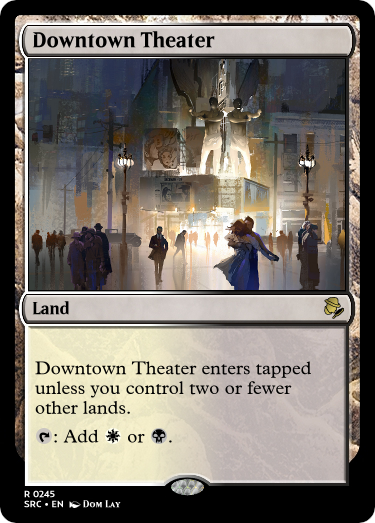 Downtown Theater
Land
Downtown Theater enters tapped
unless you control two or fewer
other lands.
: Add or .
R 0245
SRC • EN Dom Lay